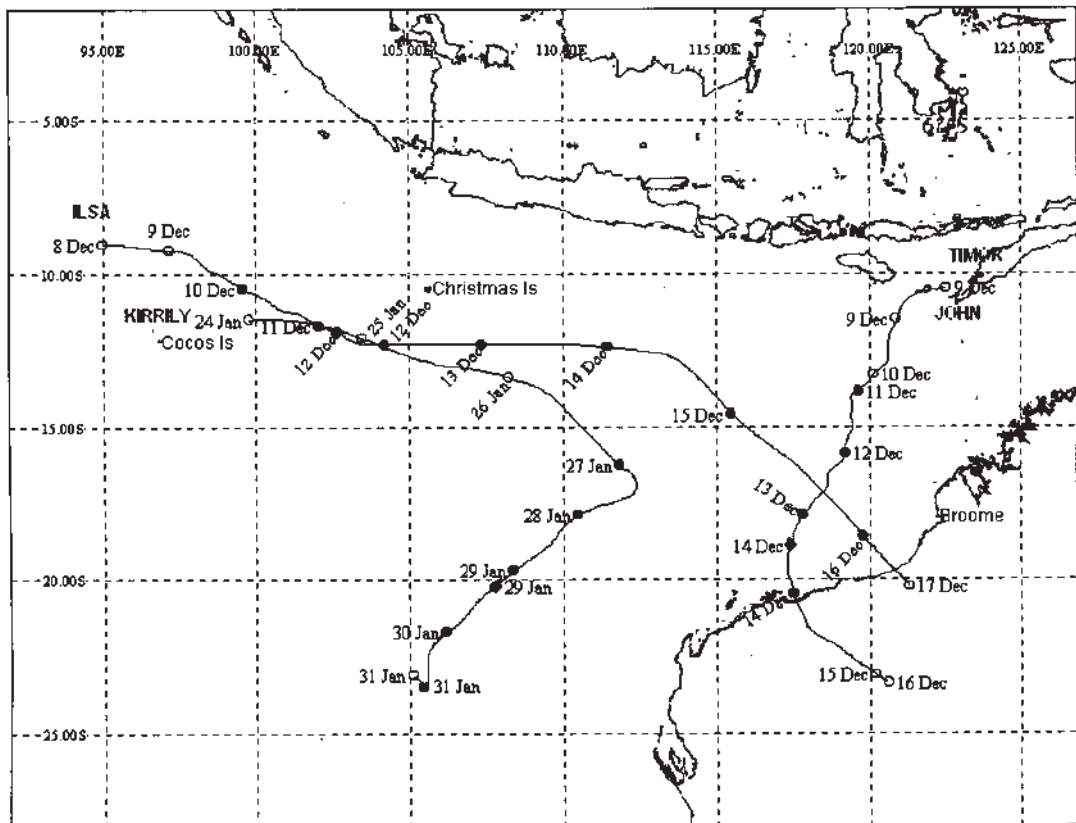 95.00E 100.00E 105.00E 110.00E 115.00E 120.00E 125.00E
5.00S
ILSA
8 Dec
9 Dec
TIMOR
10.00S
10 Dec
Christmas Is
9 Dec
JOHN
KIRRILY
24 Jan
11 Dec
25 Jan
12 Dec
9 Dec
Cocos Is
12 Dec
13 Dec
14 Dec
26 Jan
10 Dec
11 Dec
15 Dec
15.00S
12 Dec
27 Jan
13 Dec
28 Jan
Broome
14 Dec
16 Dec
29 Jan
20.00S
29 Jan
17 Dec
14 Dec
30 Jan
31 Jan
31 Jan
15 Dec
16 Dec
25.00S